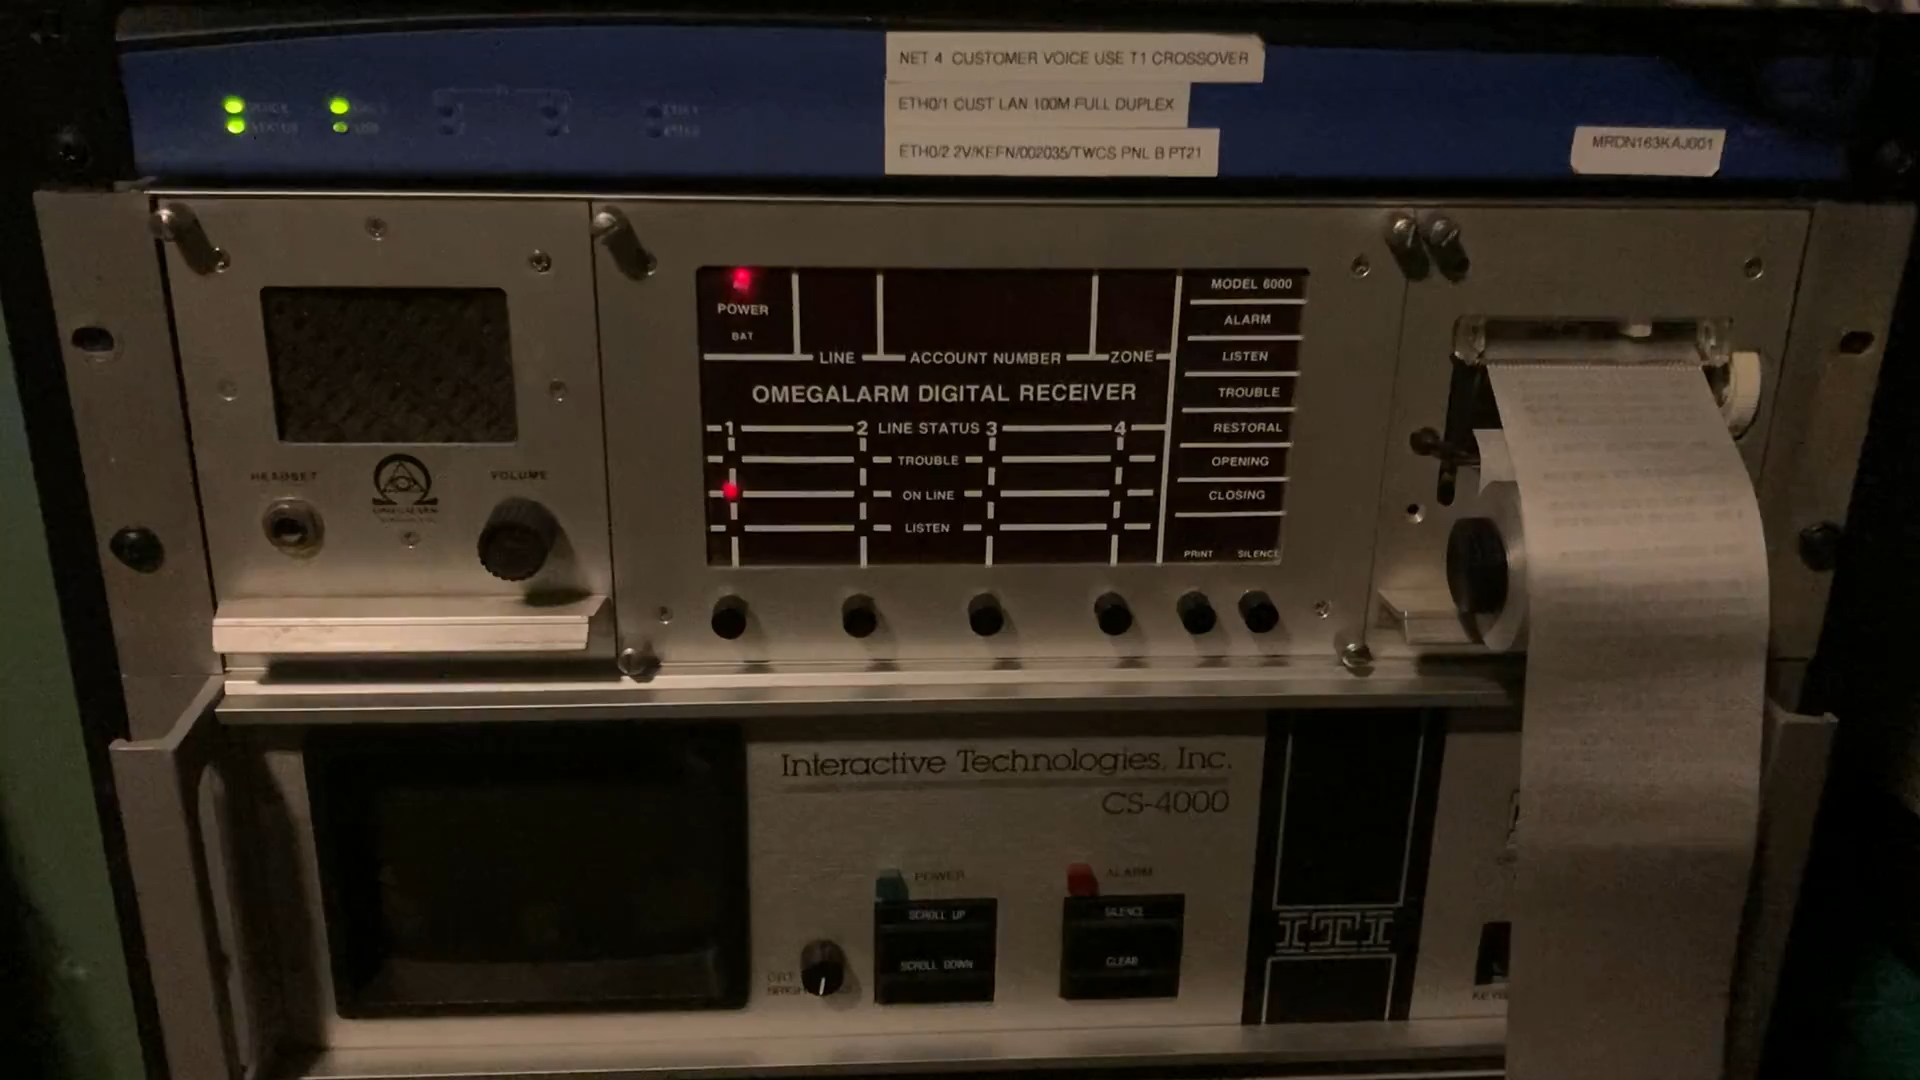 NET 4 CUSTOMER VOICE USE T1 CROSSOVER
ETH0/1 CUST LAN 100M FULL DUPLEX
ETH0/2 2V/KEFN/002035/TWCS PNL B PT21
MRDN163KAJ001
STATUS
HEADSET
VOLUME
OMEGALARM
POWER
BAT
LINE
ACCOUNT NUMBER
ZONE
OMEGALARM DIGITAL RECEIVER
1 2 LINE STATUS 3 4
TROUBLE
ON LINE
LISTEN
MODEL 6000
ALARM
LISTEN
TROUBLE
RESTORAL
OPENING
CLOSING
PRINT SILENCE
Interactive Technologies, Inc.
CS-4000
POWER
SCROLL UP
SCROLL DOWN
ALARM
SILENCE
CLEAR
CRT
ITI